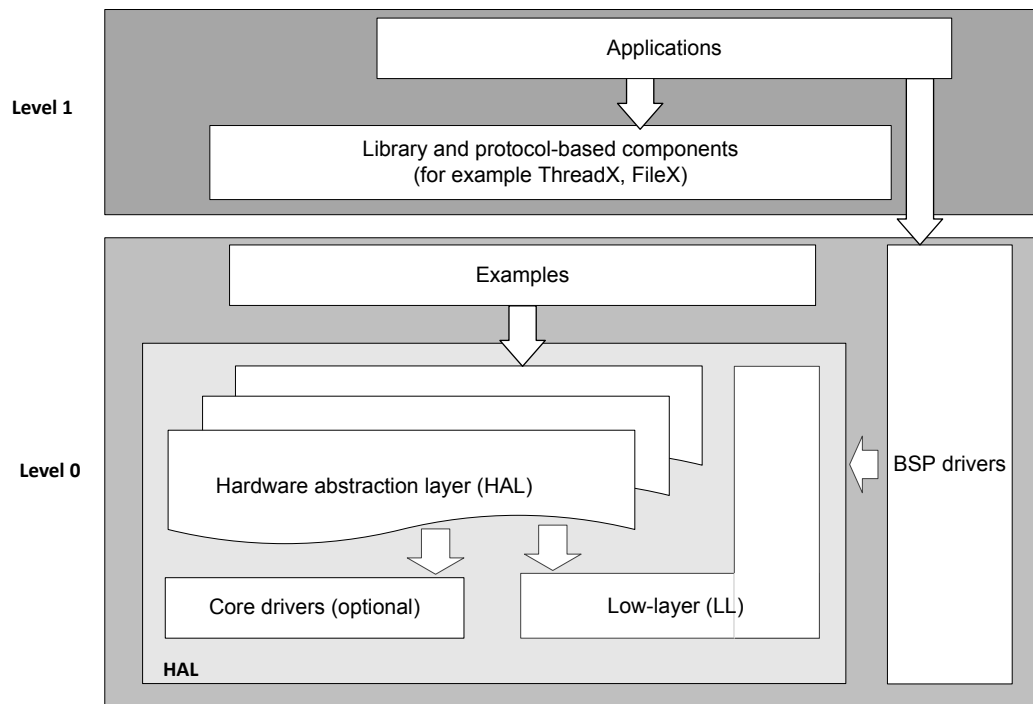 Applications
Level 1
Library and protocol-based components
(for example ThreadX, FileX)
Examples
Level 0
Hardware abstraction layer (HAL)
BSP drivers
Core drivers (optional)
Low-layer (LL)
HAL